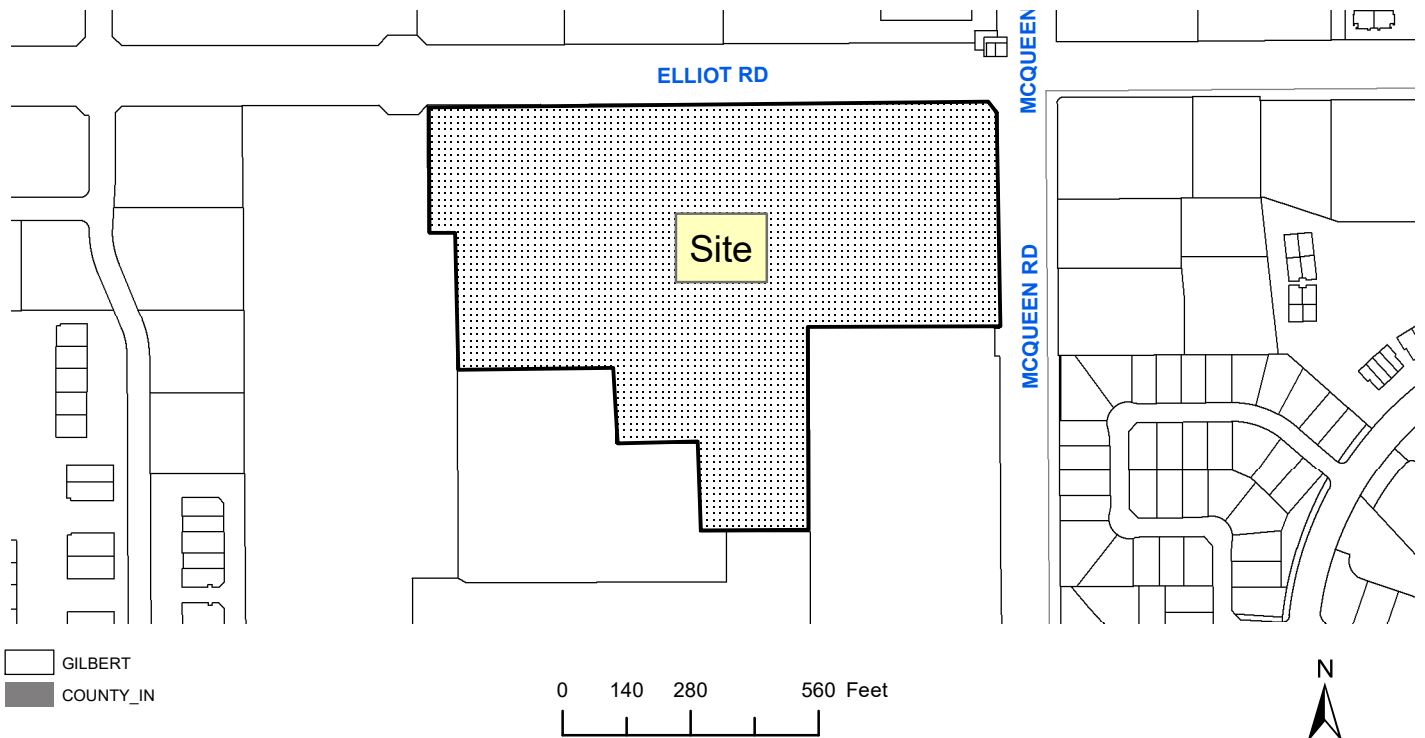 MCQUEEN
ELLIOT RD
Site
MCQUEEN RD
GILBERT
COUNTY_IN
0 140 280 560 Feet
N